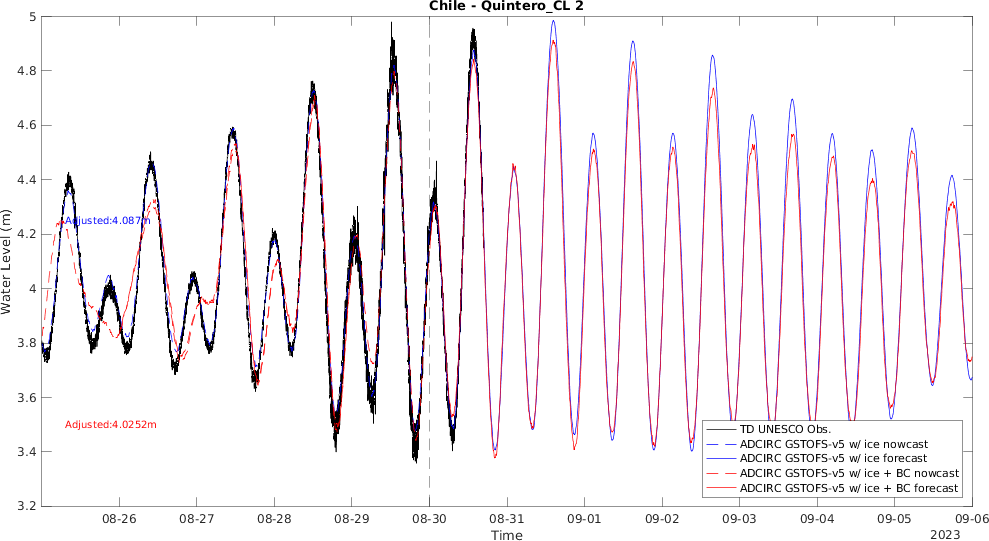 Chile - Quintero_CL 2
Water Level (m)
5
4.8
4.6
4.4
4.2
4
3.8
3.6
3.4
3.2
Adjusted:4.087m
Adjusted:4.0252m
TD UNESCO Obs.
ADCIRC GSTOFS-v5 w/ ice nowcast
ADCIRC GSTOFS-v5 w/ ice forecast
ADCIRC GSTOFS-v5 w/ ice + BC nowcast
ADCIRC GSTOFS-v5 w/ ice + BC forecast
08-26 08-27 08-28 08-29 08-30 08-31 09-01 09-02 09-03 09-04 09-05 09-06
Time
2023